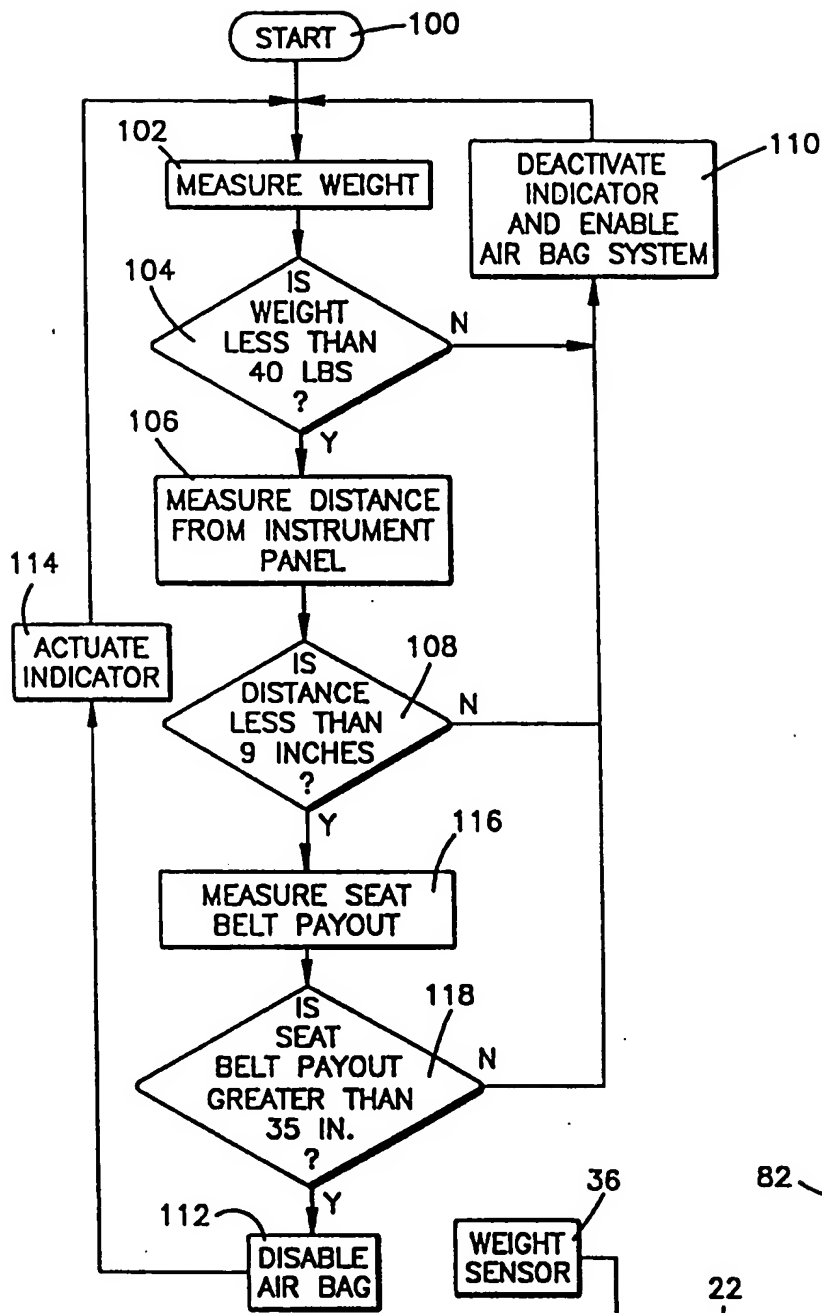 START
100
102
MEASURE WEIGHT
110
DEACTIVATE
INDICATOR
AND ENABLE
AIR BAG SYSTEM
104
IS
WEIGHT
LESS THAN
40 LBS
?
N
Y
106
MEASURE DISTANCE
FROM INSTRUMENT
PANEL
114
ACTUATE
INDICATOR
108
IS
DISTANCE
LESS THAN
9 INCHES
?
N
Y
116
MEASURE SEAT
BELT PAYOUT
118
IS
SEAT
BELT PAYOUT
GREATER THAN
35 IN.
?
N
Y
112
DISABLE
AIR BAG
36
WEIGHT
SENSOR
82
22